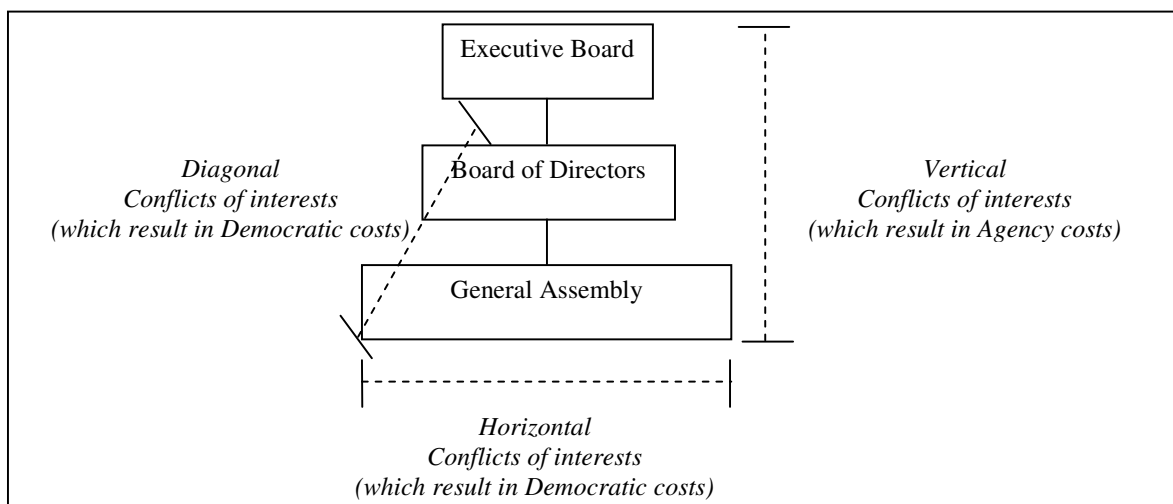 Executive Board
Diagonal
Conflicts of interests
(which result in Democratic costs)
Board of Directors
Vertical
Conflicts of interests
(which result in Agency costs)
General Assembly
Horizontal
Conflicts of interests
(which result in Democratic costs)